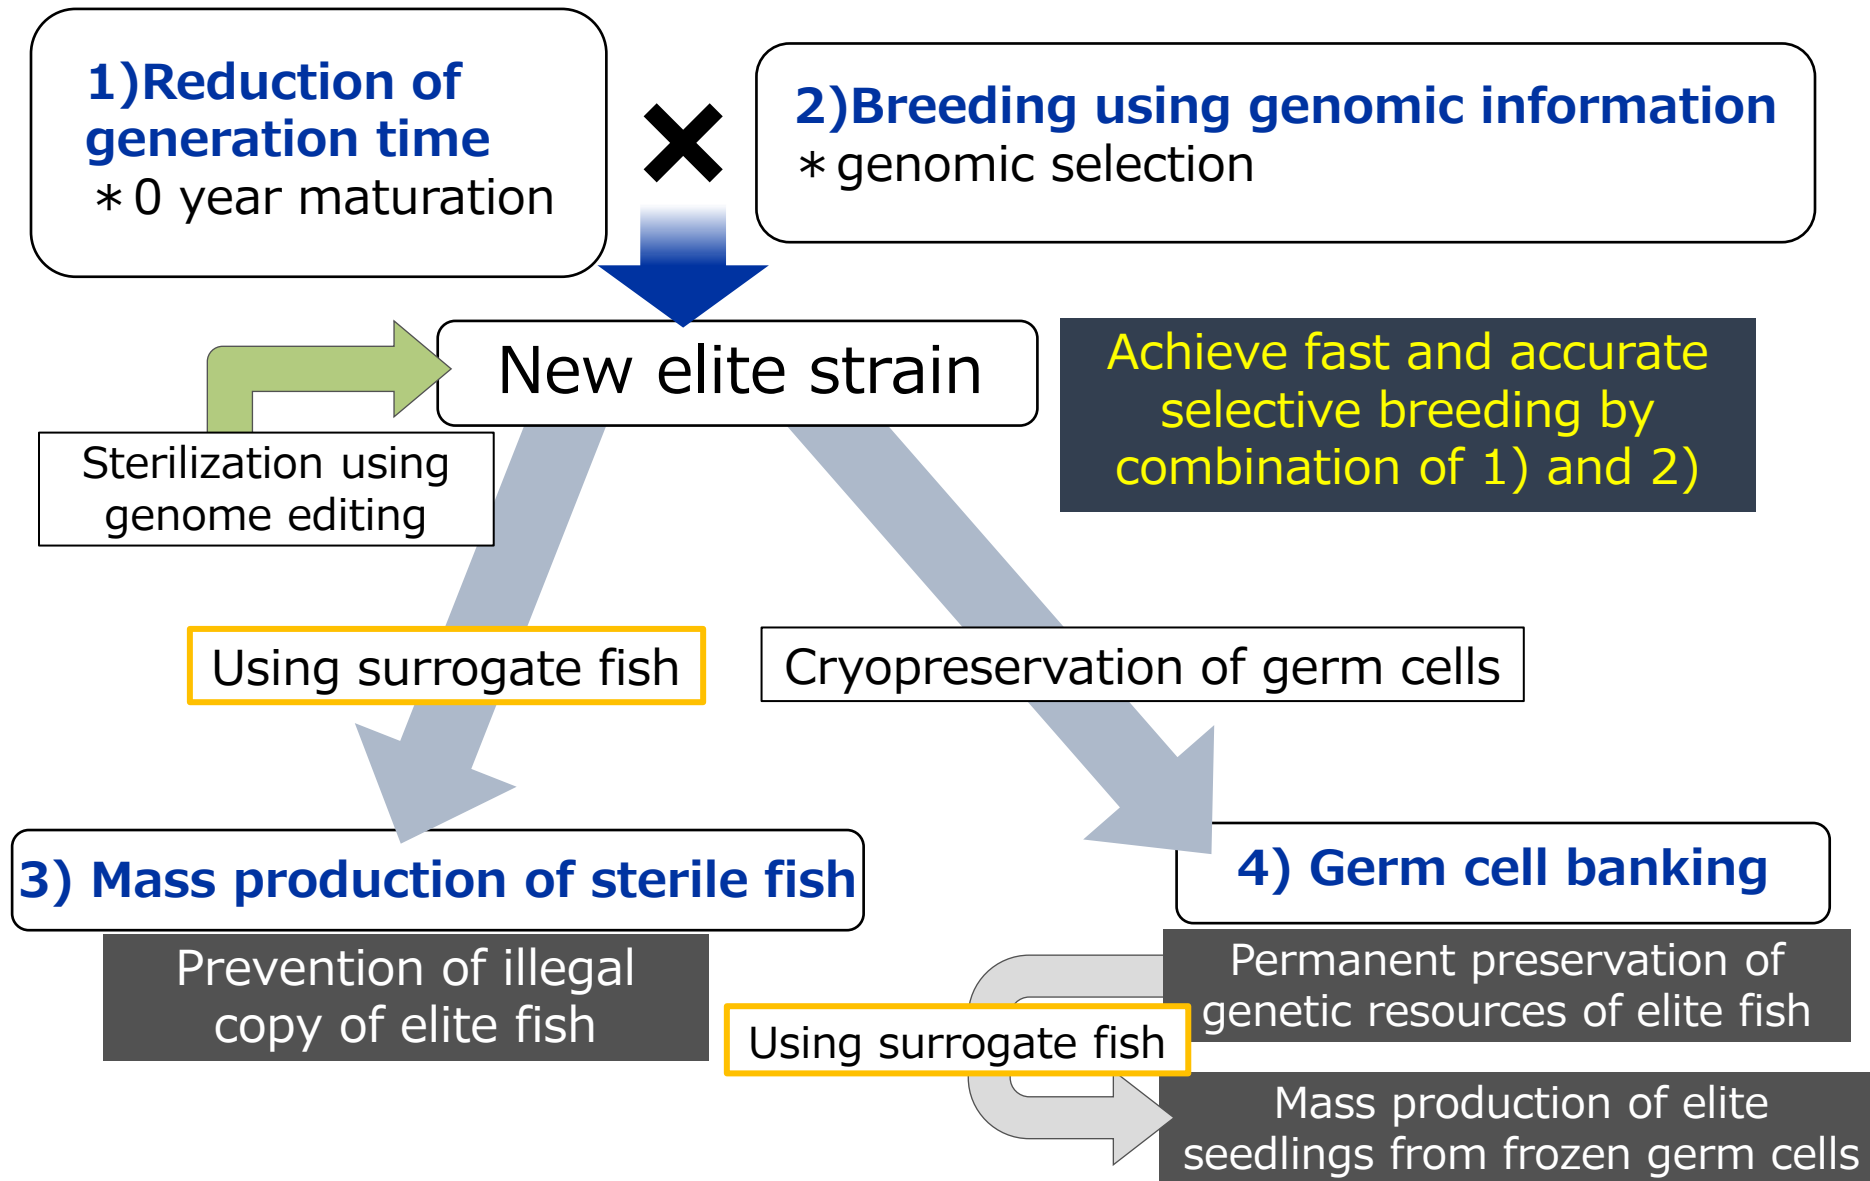 1)Reduction of
generation time
＊0 year maturation
×
2)Breeding using genomic information
＊genomic selection
New elite strain
Achieve fast and accurate
selective breeding by
combination of 1) and 2)
Sterilization using
genome editing
Using surrogate fish
Cryopreservation of germ cells
3) Mass production of sterile fish
Prevention of illegal
copy of elite fish
4) Germ cell banking
Permanent preservation of
genetic resources of elite fish
Using surrogate fish
Mass production of elite
seedlings from frozen germ cells